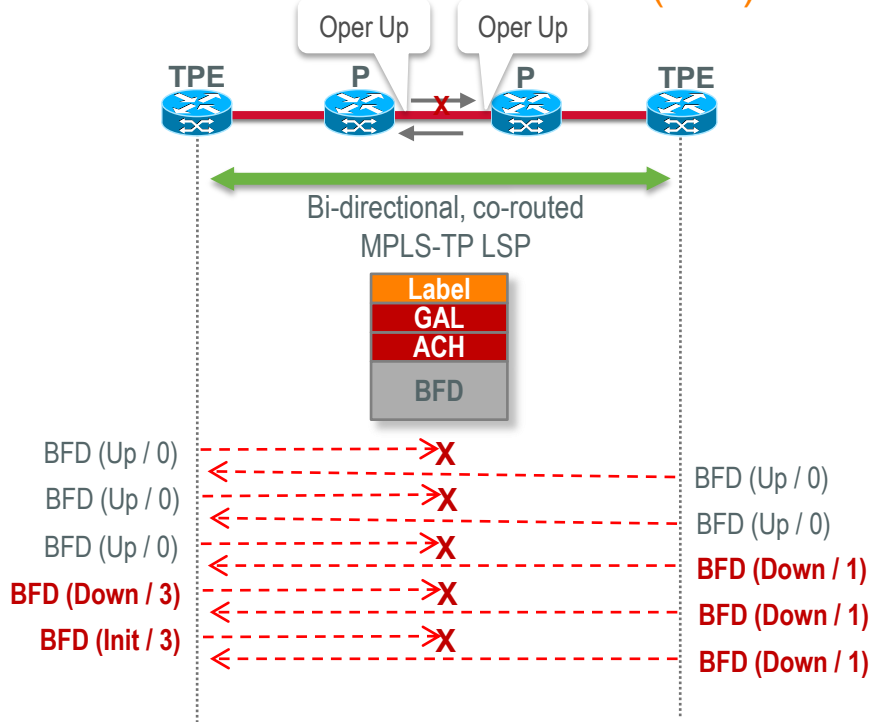 Oper Up
Oper Up
TPE
P
P
TPE
X
Bi-directional, co-routed
MPLS-TP LSP
Label
GAL
ACH
BFD
BFD (Up / 0)
X
BFD (Up / 0)
BFD (Up / 0)
X
BFD (Up / 0)
BFD (Up / 0)
X
BFD (Down / 1)
BFD (Down / 3)
X
BFD (Down / 1)
BFD (Init / 3)
X
BFD (Down / 1)